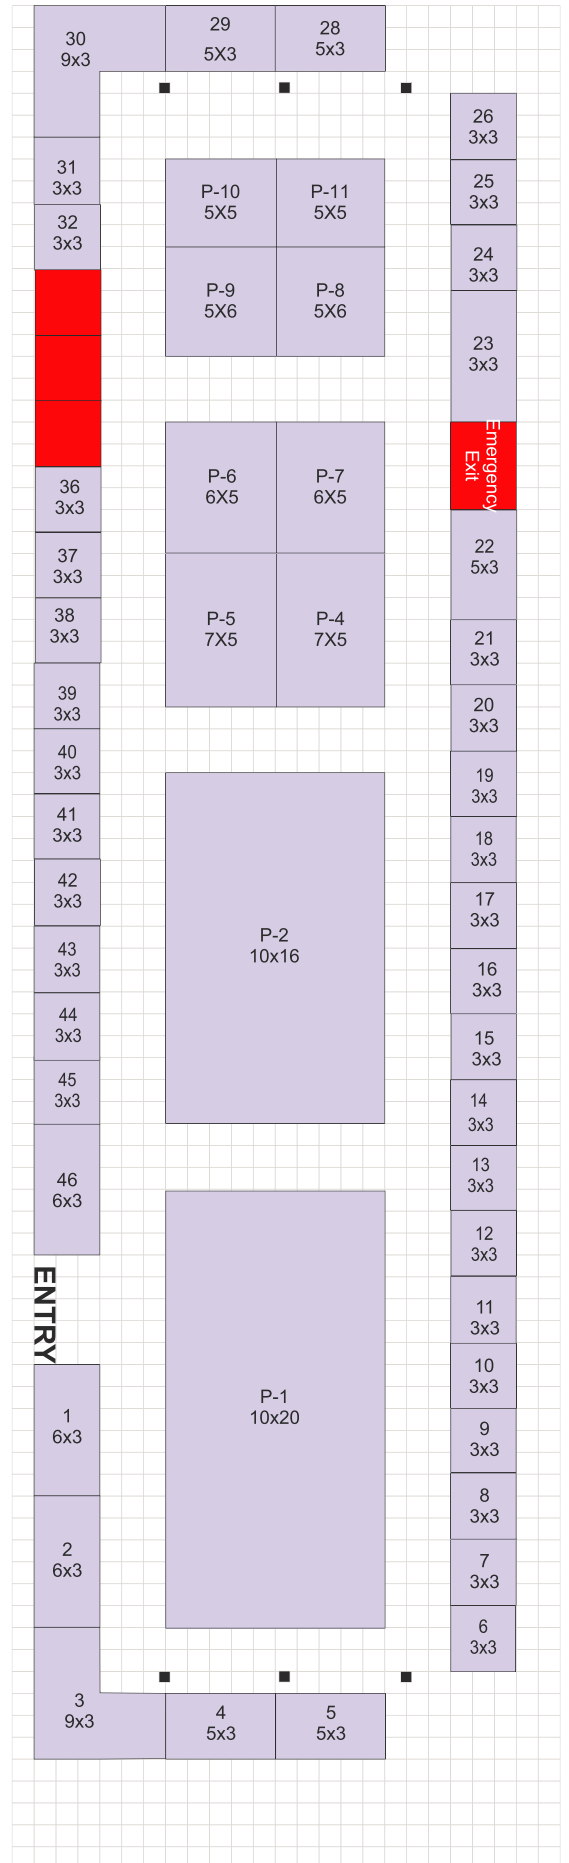 30
9x3
29
5X3
28
5x3
26
3x3
31
3x3
P-10
5X5
P-11
5X5
25
3x3
32
3x3
24
3x3
P-9
5X6
P-8
5X6
23
3x3
Emergency
Exit
36
3x3
P-6
6X5
P-7
6X5
37
3x3
22
5x3
38
3x3
P-5
7X5
P-4
7X5
21
3x3
39
3x3
20
3x3
40
3x3
19
3x3
41
3x3
18
3x3
42
3x3
17
3x3
43
3x3
P-2
10x16
16
3x3
44
3x3
15
3x3
45
3x3
14
3x3
46
6x3
13
3x3
12
3x3
ENTRY
11
3x3
10
3x3
1
6x3
P-1
10x20
9
3x3
8
3x3
2
6x3
7
3x3
6
3x3
3
9x3
4
5x3
5
5x3